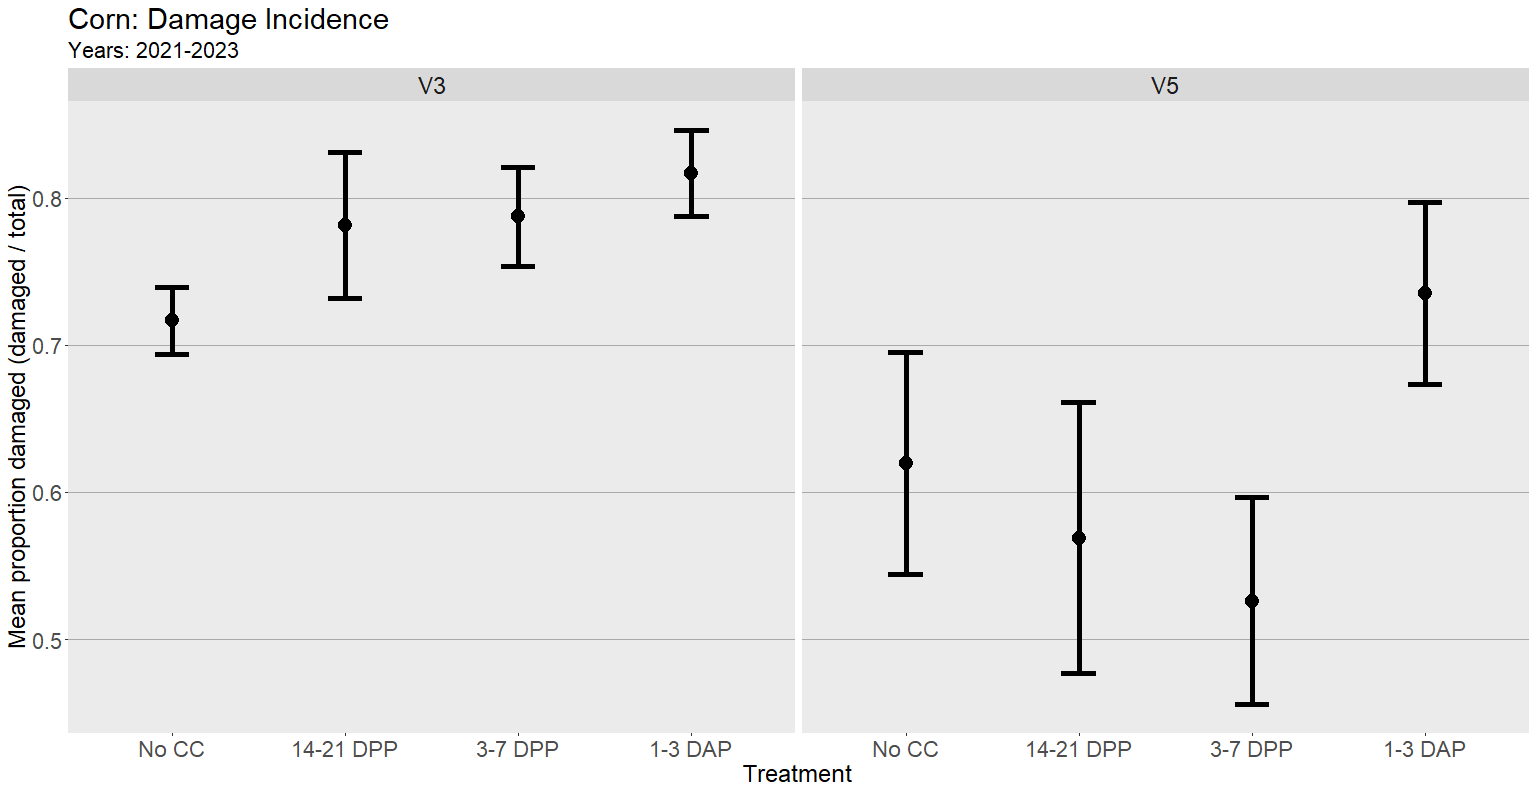 Corn: Damage Incidence
Years: 2021-2023
V3
V5
Mean proportion damaged (damaged / total)
0.8
0.7
0.6
0.5
No CC
14-21 DPP
3-7 DPP
1-3 DAP
No CC
14-21 DPP
3-7 DPP
1-3 DAP
Treatment